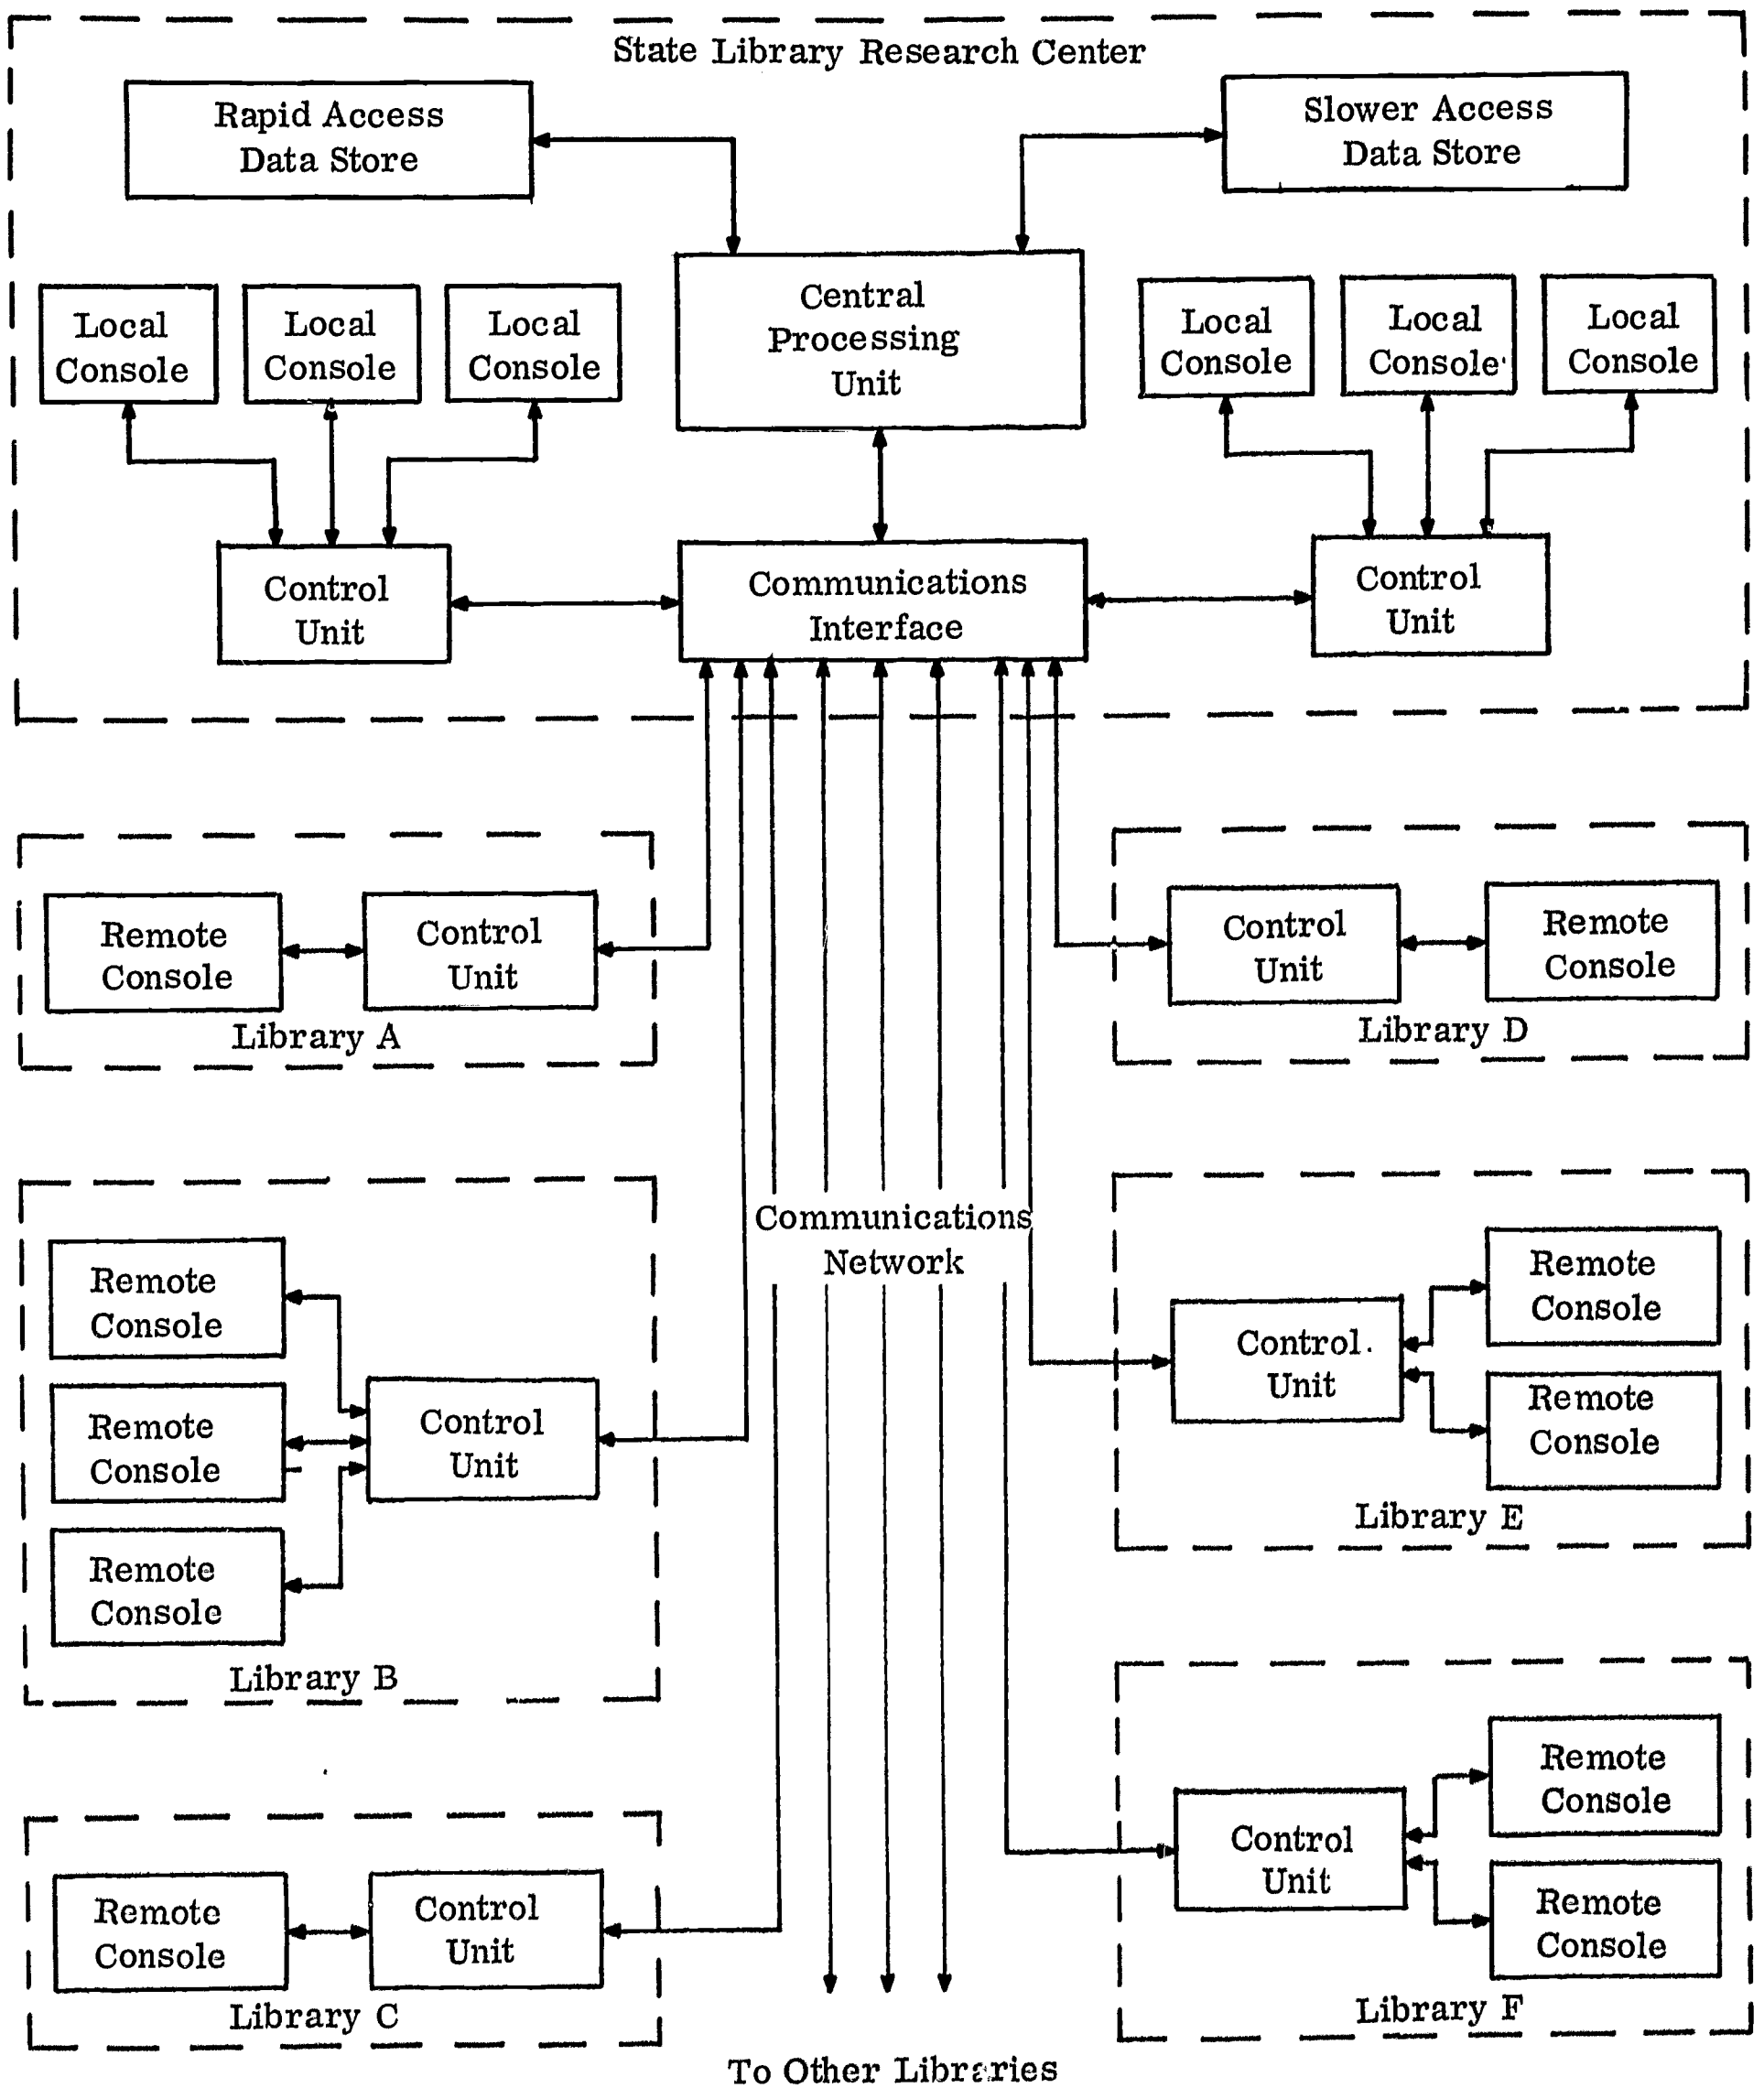 State Library Research Center
Rapid Access
Data Store
Slower Access
Data Store
Central
Processing
Unit
Local
Console
Local
Console
Local
Console
Local
Console
Local
Console
Local
Console
Control
Unit
Communications
Interface
Control
Unit
Remote
Console
Control
Unit
Library A
Control
Unit
Remote
Console
Library D
Communications
Network
Remote
Console
Remote
Console
Remote
Console
Control
Unit
Library B
Control
Unit
Remote
Console
Remote
Console
Library E
Remote
Console
Control
Unit
Library C
Control
Unit
Remote
Console
Remote
Console
Library F
To Other Libraries